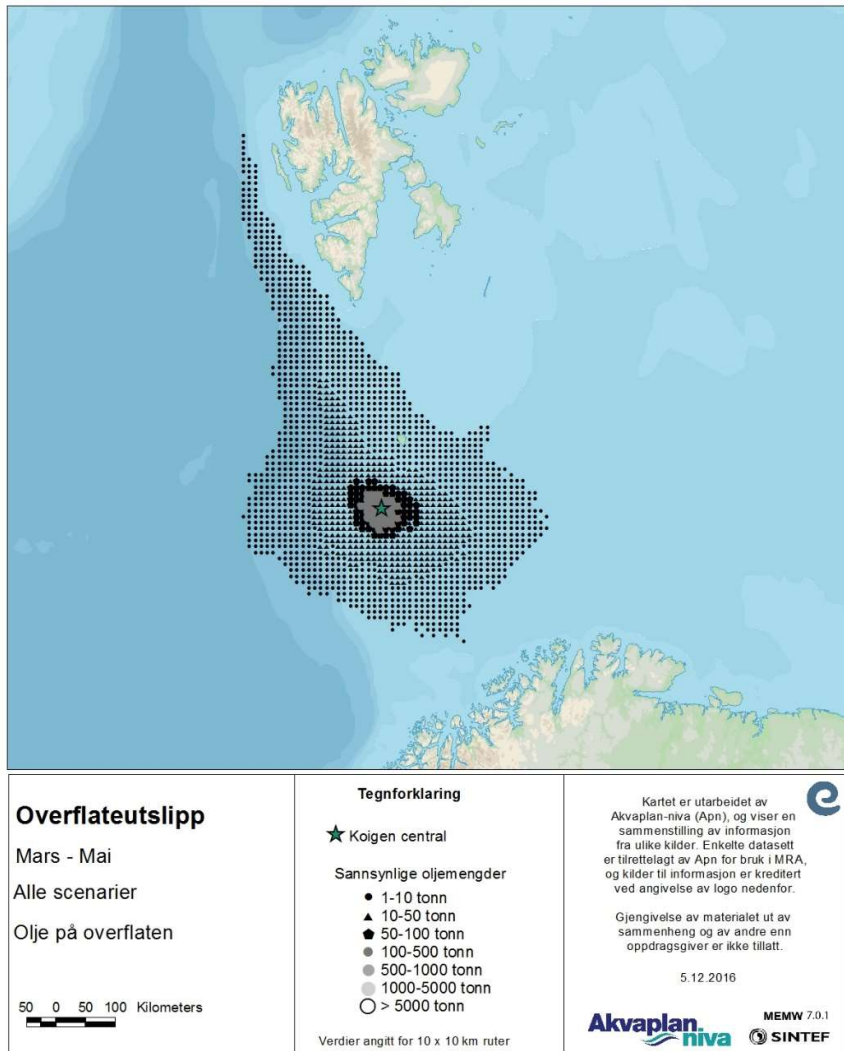 Overflateutslipp
Mars - Mai
Alle scenarier
Olje på overflaten
50 0 50 100 Kilometers
Tegnforklaring
Koigen central
Sannsynlige oljemengder
1-10 tonn
10-50 tonn
50-100 tonn
100-500 tonn
500-1000 tonn
1000-5000 tonn
> 5000 tonn
Verdier angitt for 10 x 10 km ruter
Kartet er utarbeidet av
Akvaplan-niva (Apn), og viser en
sammenstilling av informasjon
fra ulike kilder. Enkelte datasett
er tilrettelagt av Apn for bruk i MRA,
og kilder til informasjon er kreditert
ved angivelse av logo nedenfor.
Gjengivelse av materialet ut av
sammenheng og av andre enn
oppdragsgiver er ikke tillatt.
5.12.2016
Akvaplan
niva
MEMW 7.0.1
SINTEF